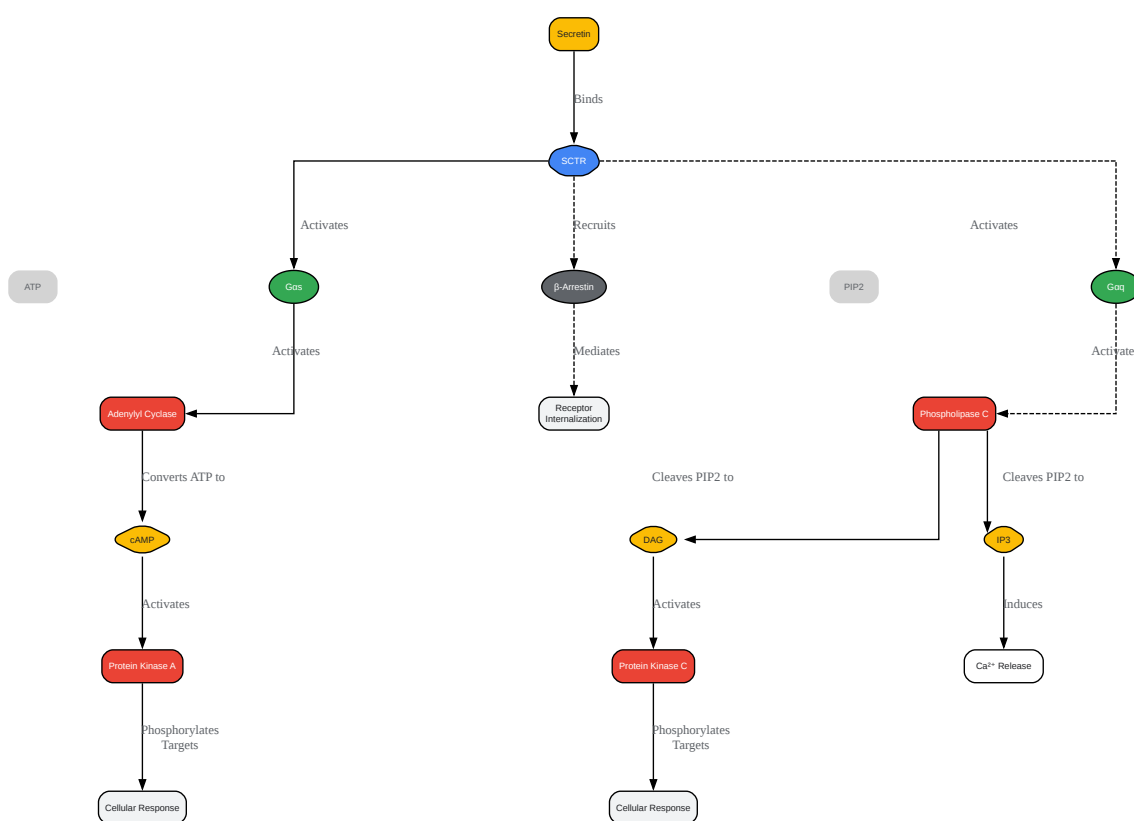 Secretin
Binds
SCTR
Activates
Recruits
Activates
ATP
Gαs
β-Arrestin
PIP2
Gαq
Activates
Mediates
Activate
Adenylyl Cyclase
Receptor
Internalization
Phospholipase C
Converts ATP to
Cleaves PIP2 to
Cleaves PIP2 to
cAMP
DAG
IP3
Activates
Activates
Induces
Protein Kinase A
Protein Kinase C
Ca²⁺ Release
Phosphorylates
Targets
Phosphorylates
Targets
Cellular Response
Cellular Response